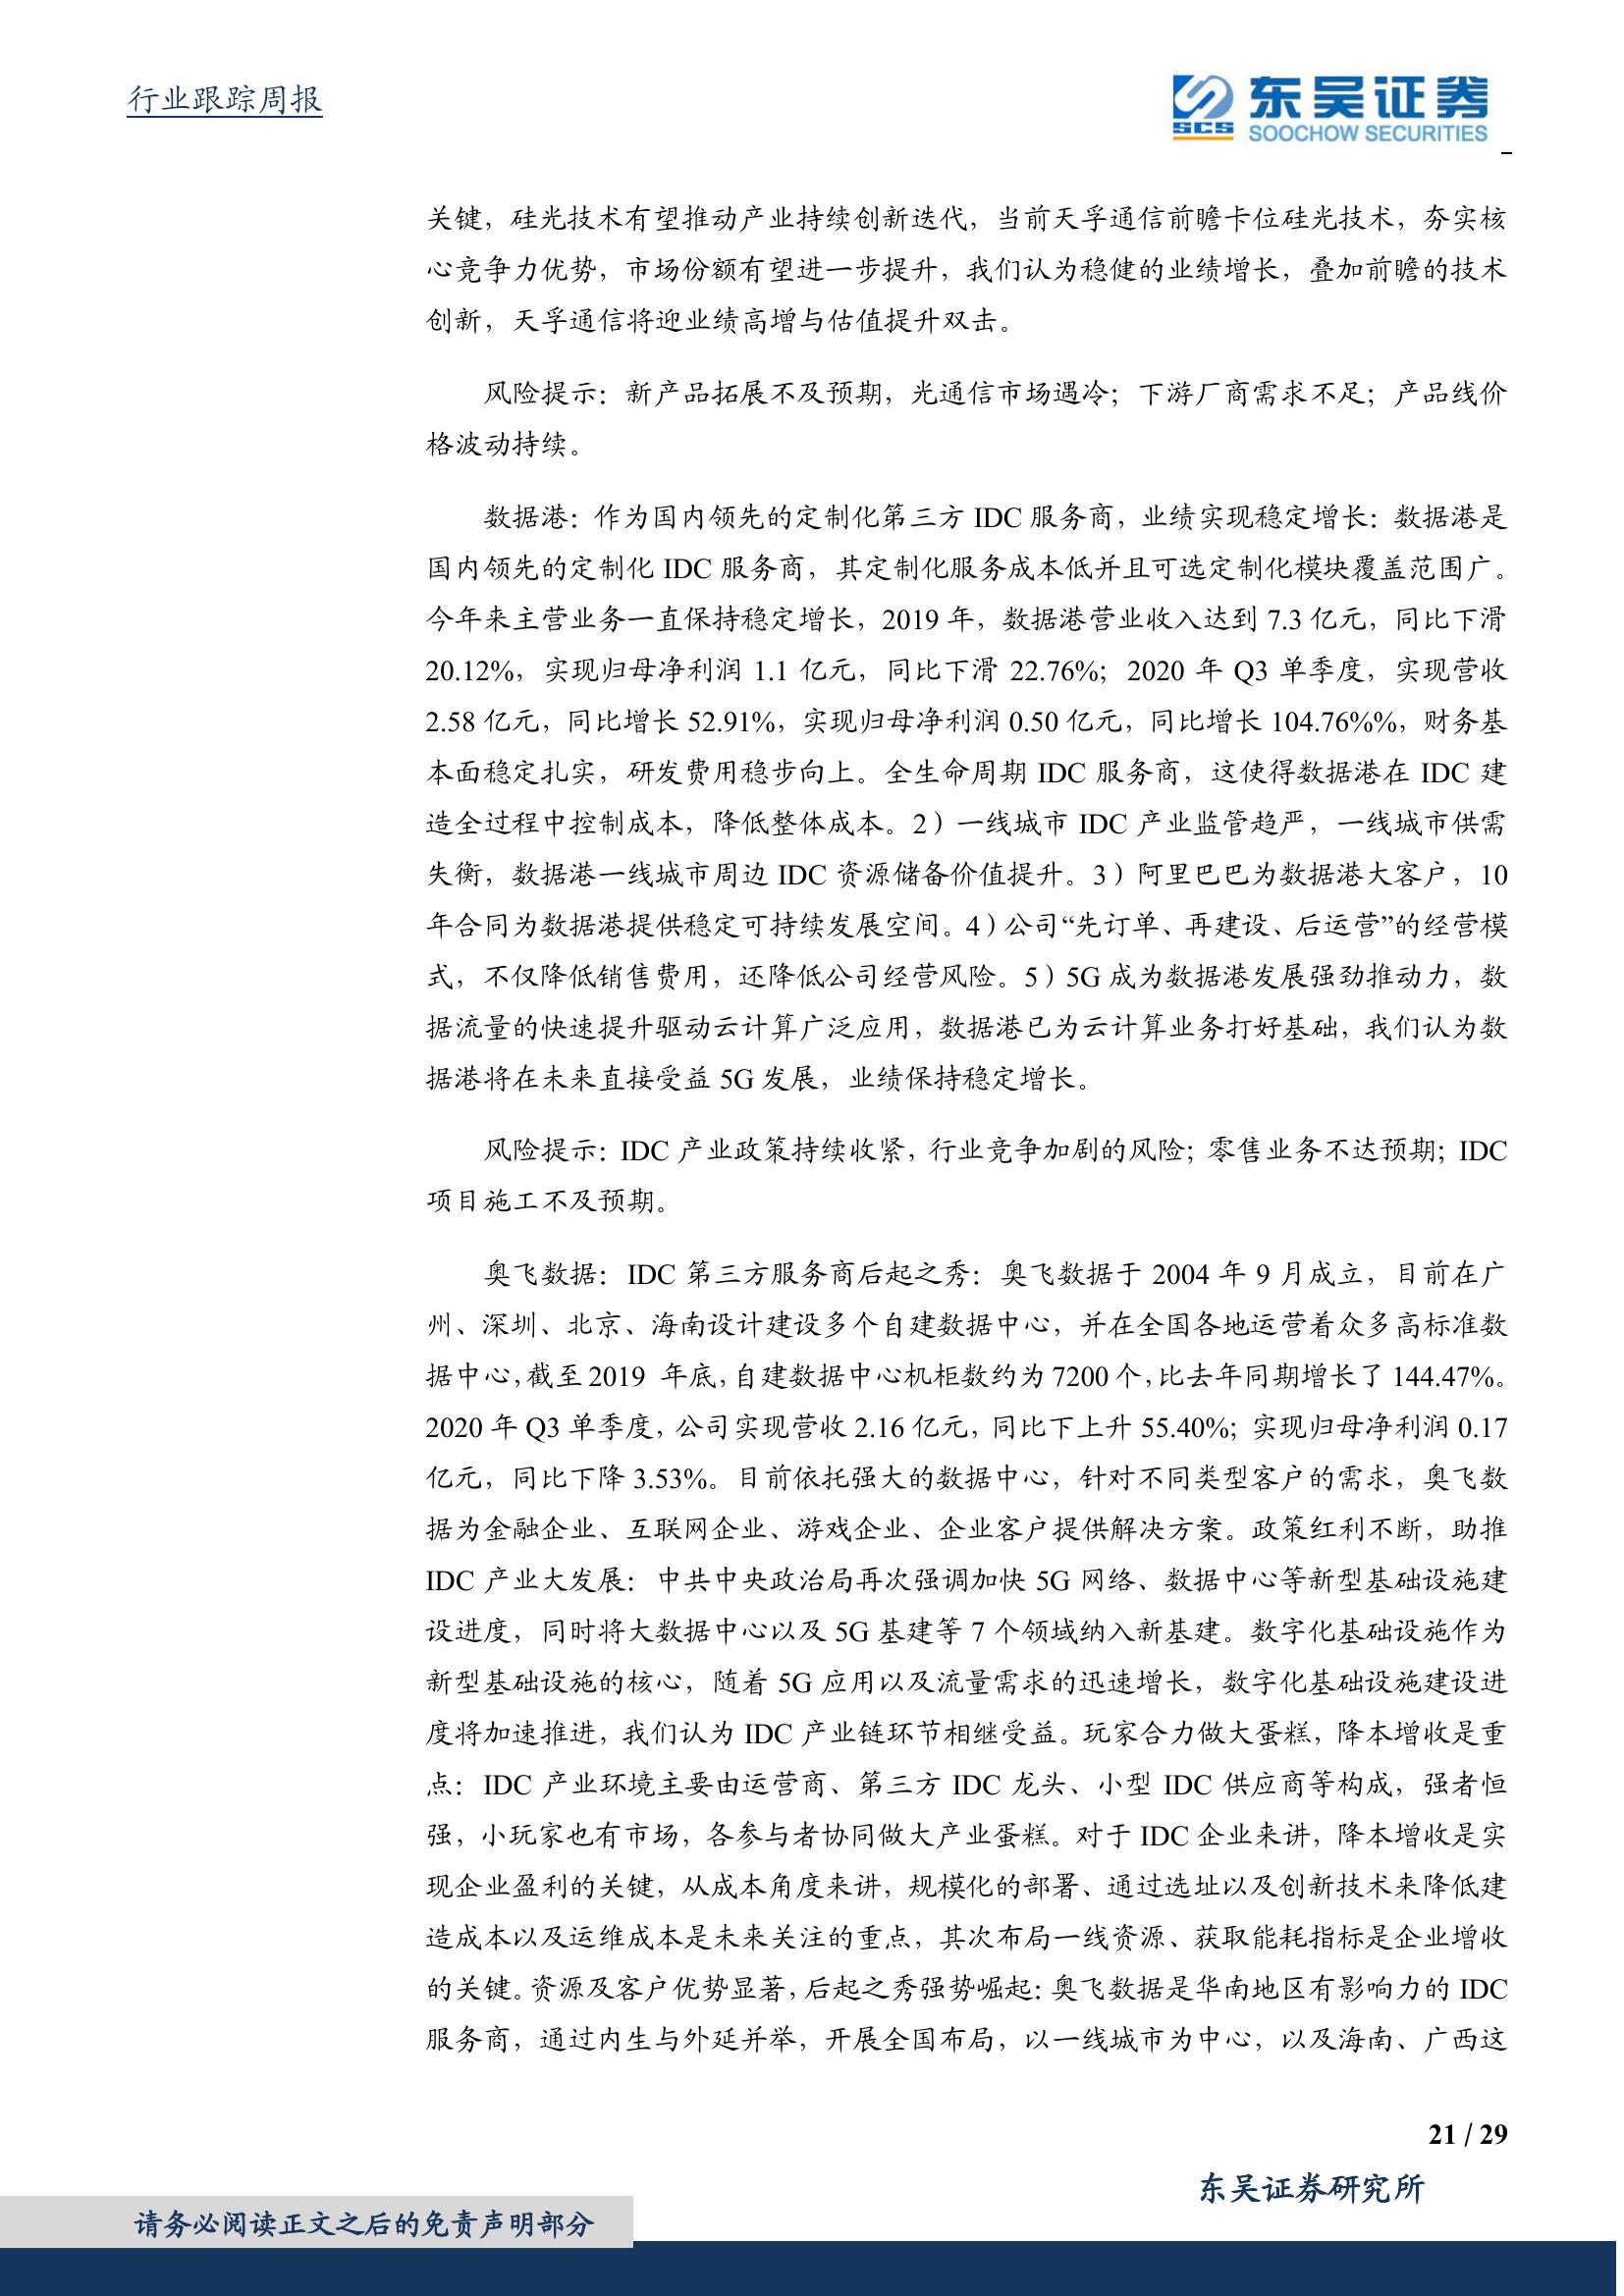 行业跟踪周报
东吴证券
SCS
SOOCHOW SECURITIES
关键，硅光技术有望推动产业持续创新迭代，当前天孚通信前瞻卡位硅光技术，夯实核
心竞争力优势，市场份额有望进一步提升，我们认为稳健的业绩增长，叠加前瞻的技术
创新，天孚通信将迎业绩高增与估值提升双击。
风险提示：新产品拓展不及预期，光通信市场遇冷；下游厂商需求不足；产品线价
格波动持续。
数据港：作为国内领先的定制化第三方 IDC 服务商，业绩实现稳定增长：数据港是
国内领先的定制化 IDC 服务商，其定制化服务成本低并且可选定制化模块覆盖范围广。
今年来主营业务一直保持稳定增长，2019 年，数据港营业收入达到 7.3 亿元，同比下滑
20.12%，实现归母净利润 1.1 亿元，同比下滑 22.76%；2020 年 Q3 单季度，实现营收
2.58 亿元，同比增长 52.91%，实现归母净利润 0.50 亿元，同比增长 104.76%%，财务基
本面稳定扎实，研发费用稳步向上。全生命周期 IDC 服务商，这使得数据港在 IDC 建
造全过程中控制成本，降低整体成本。2）一线城市 IDC 产业监管趋严，一线城市供需
失衡，数据港一线城市周边 IDC 资源储备价值提升。3）阿里巴巴为数据港大客户，10
年合同为数据港提供稳定可持续发展空间。4）公司“先订单、再建设、后运营”的经营模
式，不仅降低销售费用，还降低公司经营风险。5）5G 成为数据港发展强劲推动力，数
据流量的快速提升驱动云计算广泛应用，数据港已为云计算业务打好基础，我们认为数
据港将在未来直接受益 5G 发展，业绩保持稳定增长。
风险提示：IDC 产业政策持续收紧，行业竞争加剧的风险；零售业务不达预期；IDC
项目施工不及预期。
奥飞数据：IDC 第三方服务商后起之秀：奥飞数据于 2004 年 9 月成立，目前在广
州、深圳、北京、海南设计建设多个自建数据中心，并在全国各地运营着众多高标准数
据中心，截至 2019 年底，自建数据中心机柜数约为 7200 个，比去年同期增长了 144.47%。
2020 年 Q3 单季度，公司实现营收 2.16 亿元，同比下上升 55.40%；实现归母净利润 0.17
亿元，同比下降 3.53%。目前依托强大的数据中心，针对不同类型客户的需求，奥飞数
据为金融企业、互联网企业、游戏企业、企业客户提供解决方案。政策红利不断，助推
IDC 产业大发展：中共中央政治局再次强调加快 5G 网络、数据中心等新型基础设施建
设进度，同时将大数据中心以及 5G 基建等 7 个领域纳入新基建。数字化基础设施作为
新型基础设施的核心，随着 5G 应用以及流量需求的迅速增长，数字化基础设施建设进
度将加速推进，我们认为 IDC 产业链环节相继受益。玩家合力做大蛋糕，降本增收是重
点：IDC 产业环境主要由运营商、第三方 IDC 龙头、小型 IDC 供应商等构成，强者恒
强，小玩家也有市场，各参与者协同做大产业蛋糕。对于 IDC 企业来讲，降本增收是实
现企业盈利的关键，从成本角度来讲，规模化的部署、通过选址以及创新技术来降低建
造成本以及运维成本是未来关注的重点，其次布局一线资源、获取能耗指标是企业增收
的关键。资源及客户优势显著，后起之秀强势崛起：奥飞数据是华南地区有影响力的 IDC
服务商，通过内生与外延并举，开展全国布局，以一线城市为中心，以及海南、广西这
21 / 29
东吴证券研究所
请务必阅读正文之后的免责声明部分